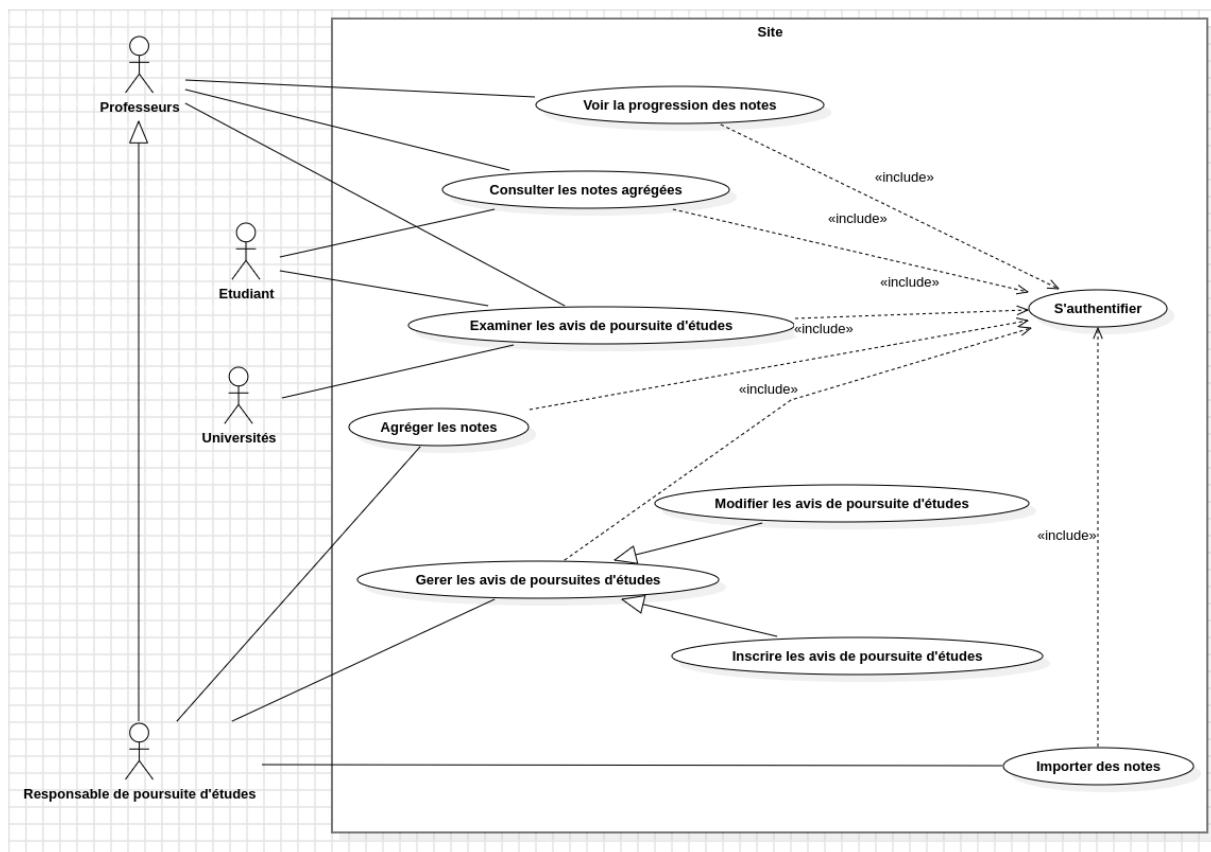 Site
Professeurs
Voir la progression des notes
«include»
Consulter les notes agrégées
«include»
«include»
Etudiant
S'authentifier
Examiner les avis de poursuite d'études
«include»
«include»
Agréger les notes
Universités
Modifier les avis de poursuite d'études
«include»
Gerer les avis de poursuites d'études
Inscrire les avis de poursuite d'études
Importer des notes
Responsable de poursuite d'études